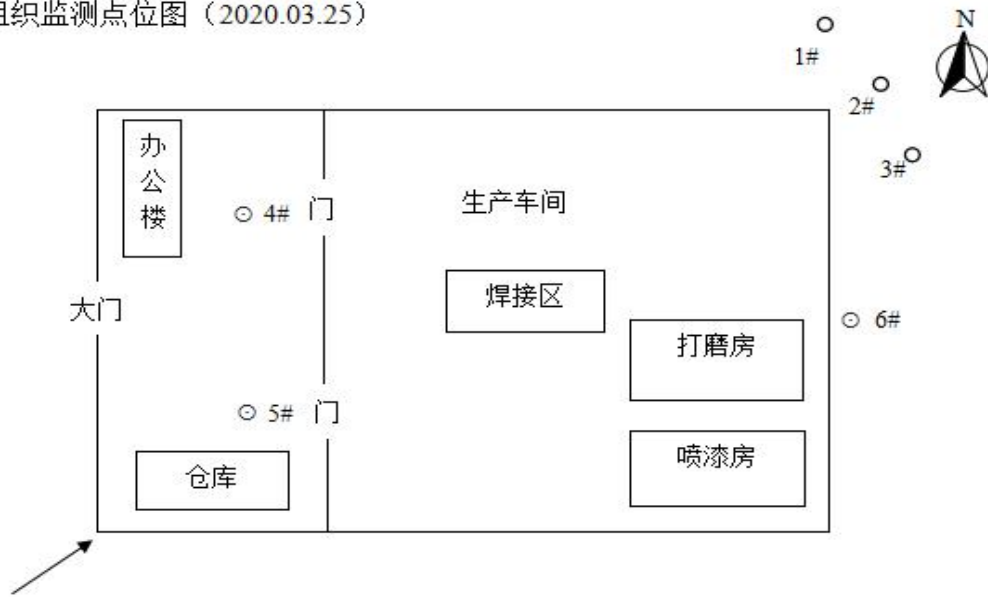 组织监测点位图（2020.03.25）
N
1#
2#
3#
办
公
楼
4#
门
生产车间
焊接区
大门
6#
打磨房
5#
门
喷漆房
仓库